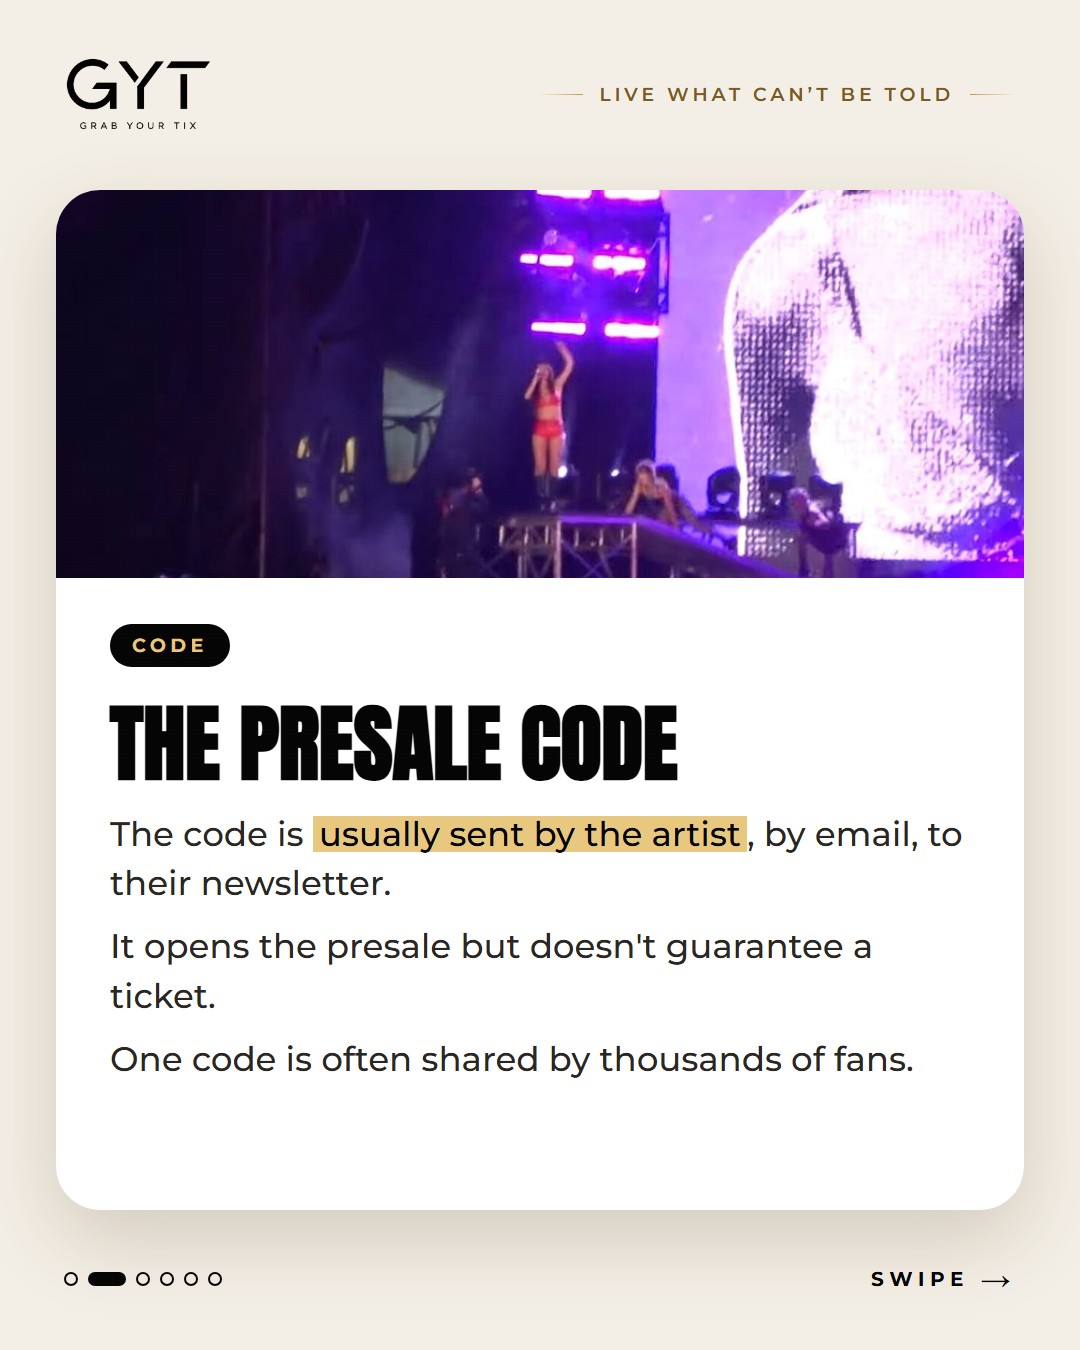 GYT
GRAB YOUR TIX
LIVE WHAT CAN’T BE TOLD
CODE
THE PRESALE CODE
The code is usually sent by the artist, by email, to
their newsletter.
It opens the presale but doesn't guarantee a
ticket.
One code is often shared by thousands of fans.
SWIPE →